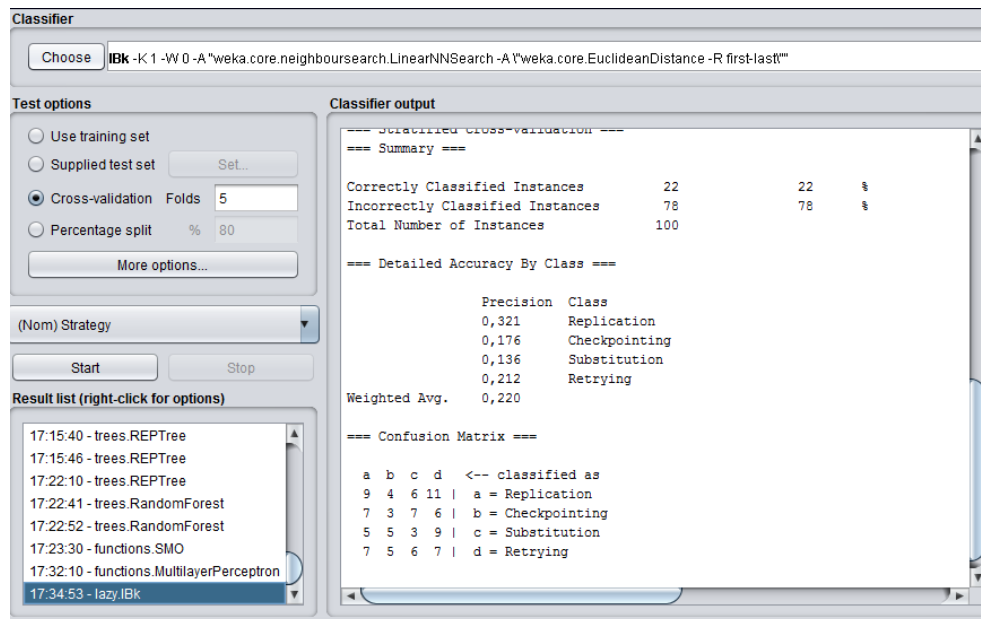 Classifier
Choose IBk -K 1 -W 0 -A "weka.core.neighboursearch.LinearNNSearch -A \"weka.core.EuclideanDistance -R first-last\""
Test options
Use training set
Supplied test set Set...
Cross-validation Folds 5
Percentage split % 80
More options...
(Nom) Strategy
Start Stop
Result list (right-click for options)
17:15:40 - trees.REPTree
17:15:46 - trees.REPTree
17:22:10 - trees.REPTree
17:22:41 - trees.RandomForest
17:22:52 - trees.RandomForest
17:23:30 - functions.SMO
17:32:10 - functions.MultilayerPerceptron
17:34:53 - lazy.IBk
Classifier output
=== Stratified cross-validation ===
=== Summary ===
Correctly Classified Instances 22 22 %
Incorrectly Classified Instances 78 78 %
Total Number of Instances 100
=== Detailed Accuracy By Class ===
Precision Class
0,321 Replication
0,176 Checkpointing
0,136 Substitution
0,212 Retrying
Weighted Avg. 0,220
=== Confusion Matrix ===
a b c d <-- classified as
9 4 6 11 | a = Replication
7 3 7 6 | b = Checkpointing
5 5 3 9 | c = Substitution
7 5 6 7 | d = Retrying